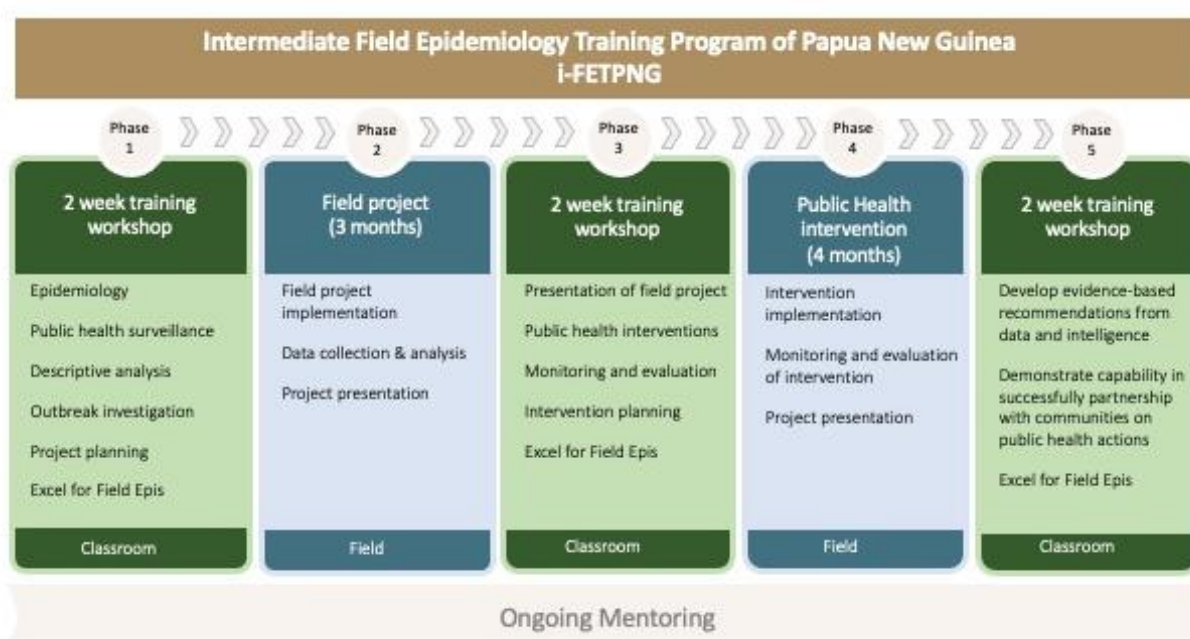 Intermediate Field Epidemiology Training Program of Papua New Guinea
i-FETPNG
Phase
1
2 week training
workshop
Epidemiology
Public health surveillance
Descriptive analysis
Outbreak investigation
Project planning
Excel for Field Epis
Classroom
Phase
2
Field project
(3 months)
Field project
implementation
Data collection & analysis
Project presentation
Field
Phase
3
2 week training
workshop
Presentation of field project
Public health interventions
Monitoring and evaluation
Intervention planning
Excel for Field Epis
Classroom
Phase
4
Public Health
intervention
(4 months)
Intervention
implementation
Monitoring and evaluation
of intervention
Project presentation
Field
Phase
5
2 week training
workshop
Develop evidence-based
recommendations from
data and intelligence
Demonstrate capability in
successfully partnership
with communities on
public health actions
Excel for Field Epis
Classroom
Ongoing Mentoring